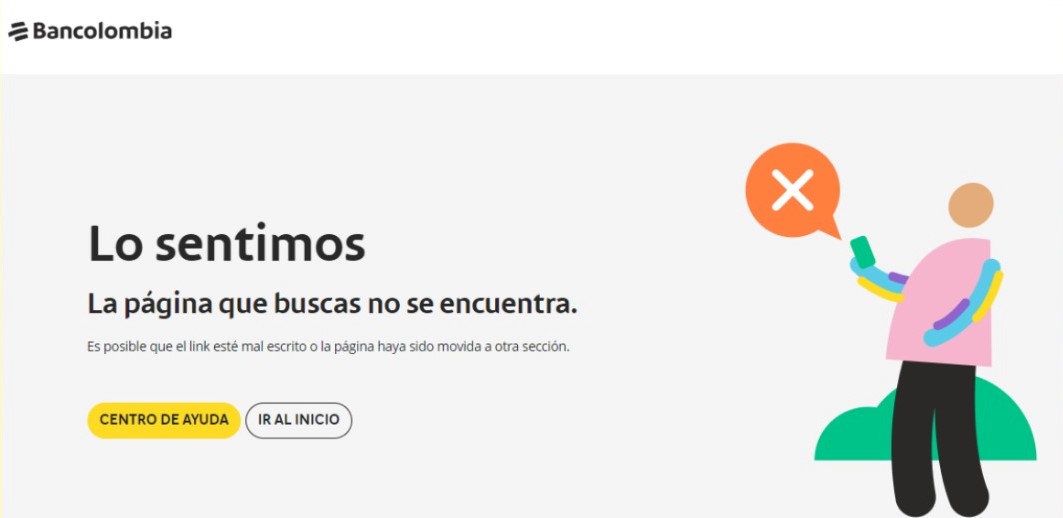 Bancolombia
Lo sentimos
La página que buscas no se encuentra.
Es posible que el link esté mal escrito o la página haya sido movida a otra sección.
CENTRO DE AYUDA IR AL INICIO